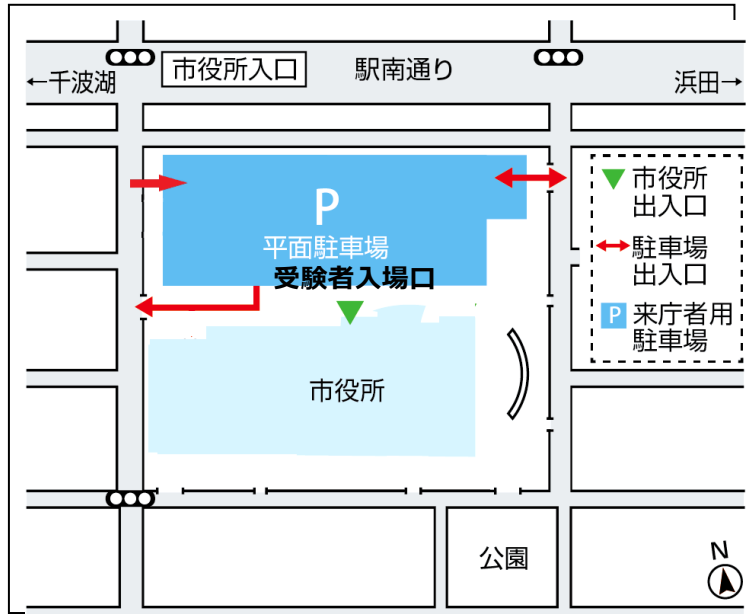 市役所入口
駅南通り
←千波湖
浜田→
P
平面駐車場
受験者入場口
市役所
公園
市役所
出入口
駐車場
出入口
P 来庁者用
駐車場
N